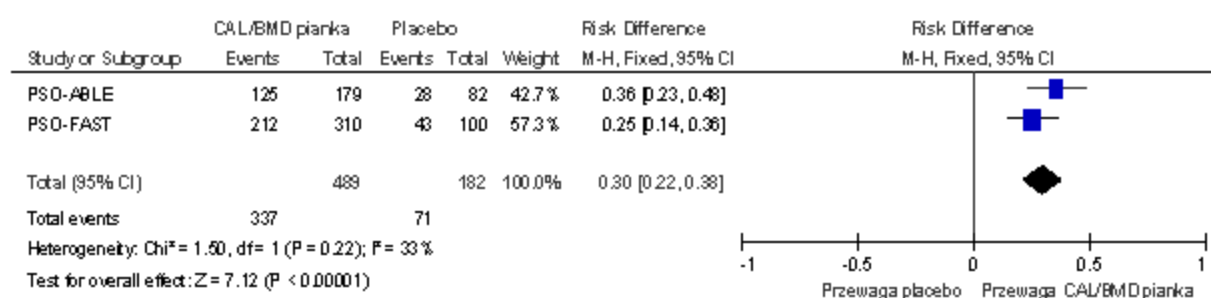 CAL/BMD pianka Placebo Risk Difference Risk Difference
Study or Subgroup Events Total Events Total Weight M-H, Fixed, 95% CI M-H, Fixed, 95% CI
PSO-ABLE 125 179 28 82 42.7% 0.36 [0.23, 0.48]
PSO-FAST 212 310 43 100 57.3% 0.25 [0.14, 0.36]
Total (95% CI) 489 182 100.0% 0.30 [0.22, 0.38]
Total events 337 71
Heterogeneity: Chi² = 1.50, df = 1 (P = 0.22); I² = 33%
Test for overall effect: Z = 7.12 (P < 0.00001)
-1 -0.5 0 0.5 1
Przewaga placebo Przewaga CAL/BMD pianka